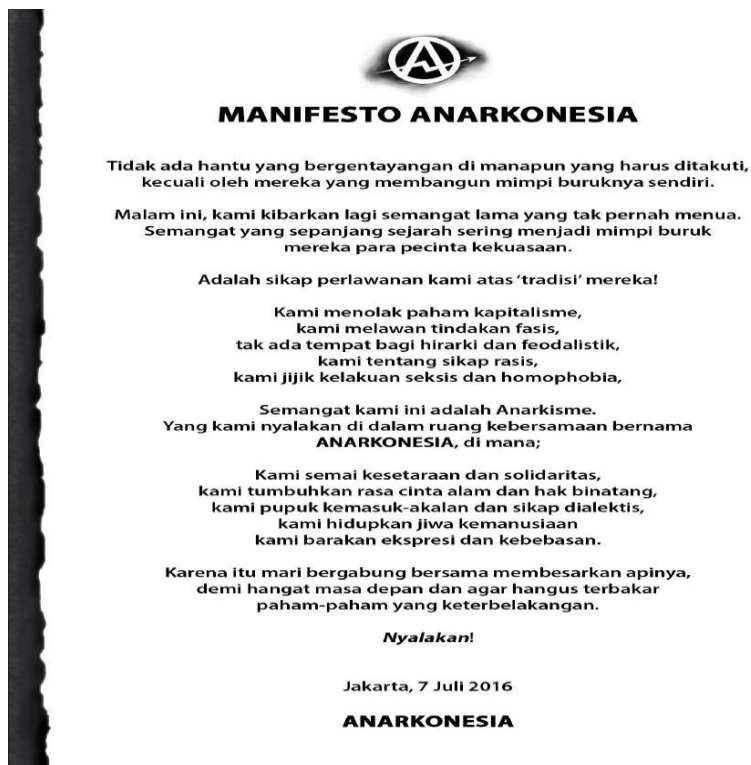 MANIFESTO ANARKONESIA
Tidak ada hantu yang bergentayangan di manapun yang harus ditakuti,
kecuali oleh mereka yang membangun mimpi buruknya sendiri.
Malam ini, kami kibarkan lagi semangat lama yang tak pernah menua.
Semangat yang sepanjang sejarah sering menjadi mimpi buruk
mereka para pecinta kekuasaan.
Adalah sikap perlawanan kami atas ‘tradisi’ mereka!
Kami menolak paham kapitalisme,
kami melawan tindakan fasis,
tak ada tempat bagi hirarki dan feodalistik,
kami tentang sikap rasis,
kami jijik kelakuan seksis dan homophobia,
Semangat kami ini adalah Anarkisme.
Yang kami nyalakan di dalam ruang kebersamaan bernama
ANARKONESIA, di mana;
Kami semai kesetaraan dan solidaritas,
kami tumbuhkan rasa cinta alam dan hak binatang,
kami pupuk kemasuk-akalan dan sikap dialektis,
kami hidupkan jiwa kemanusiaan
kami barakan ekspresi dan kebebasan.
Karena itu mari bergabung bersama membesarkan apinya,
demi hangat masa depan dan agar hangus terbakar
paham-paham yang keterbelakangan.
Nyalakan!
Jakarta, 7 Juli 2016
ANARKONESIA